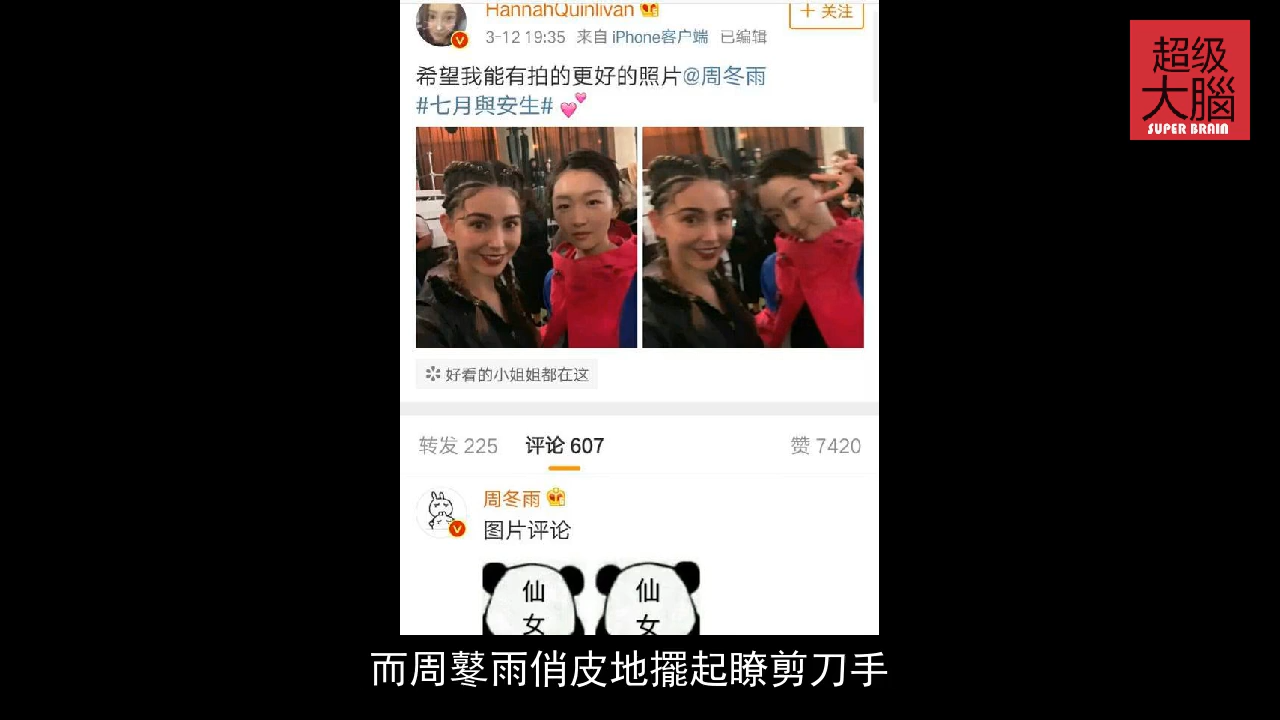 HannahQuinlivan
+ 关注
3-12 19:35 来自 iPhone客户端 已编辑
希望我能有拍的更好的照片@周冬雨
#七月與安生#
好看的小姐姐都在这
转发 225 评论 607 赞 7420
周冬雨
图片评论
仙女 仙女
而周鼕雨俏皮地擺起瞭剪刀手
超级
大腦
SUPER BRAIN